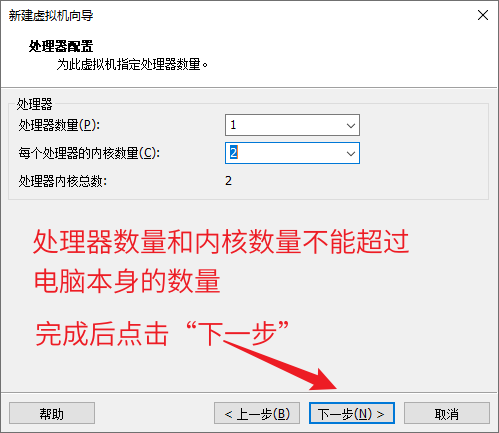 新建虚拟机向导
处理器配置
为此虚拟机指定处理器数量。
处理器
处理器数量(P): 1
每个处理器的内核数量(C): 2
处理器内核总数: 2
处理器数量和内核数量不能超过
电脑本身的数量
完成后点击“下一步”
帮助 < 上一步(B) 下一步(N) > 取消